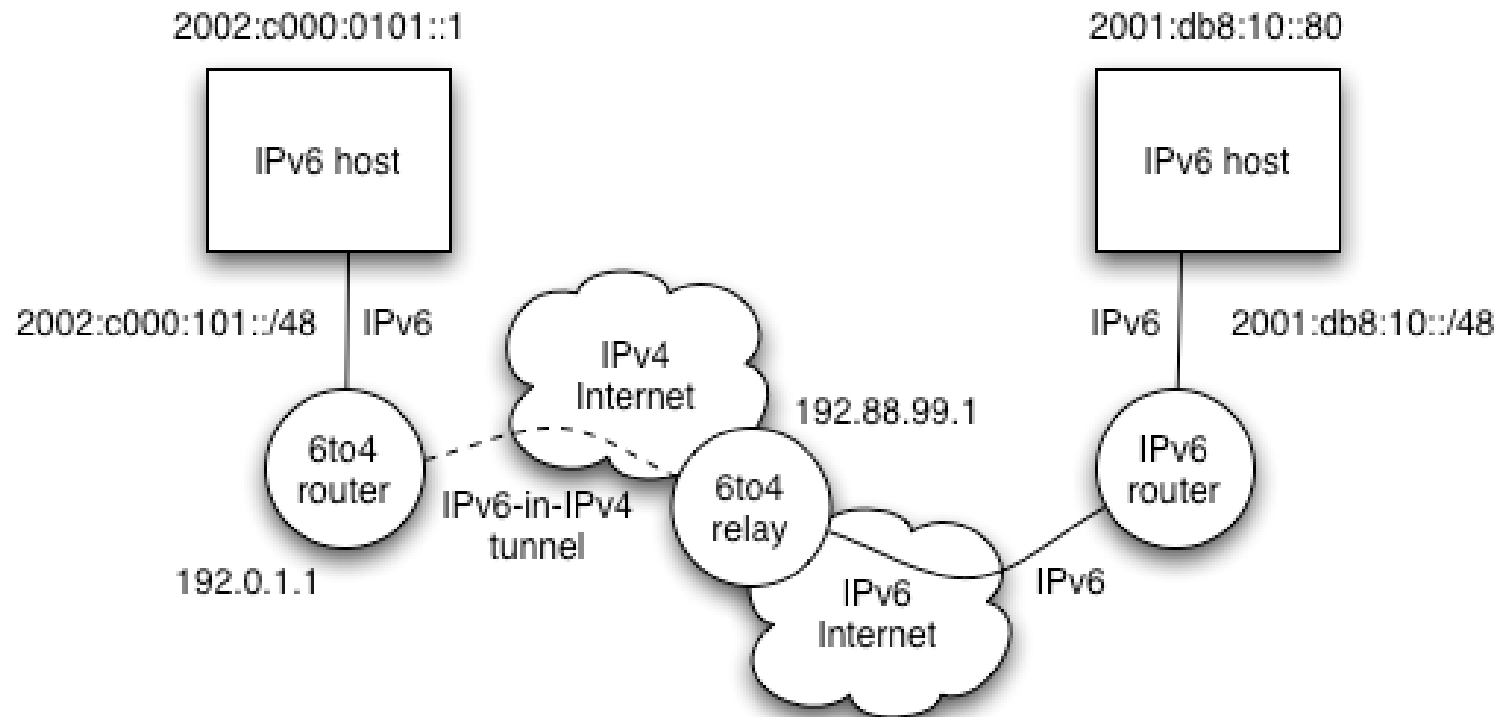 2002:c000:0101::1
2001:db8:10::80
IPv6 host
IPv6 host
2002:c000:101::/48
IPv6
IPv6
2001:db8:10::/48
IPv4
Internet
192.88.99.1
6to4
router
IPv6
router
6to4
relay
IPv6-in-IPv4
tunnel
192.0.1.1
IPv6
IPv6
Internet